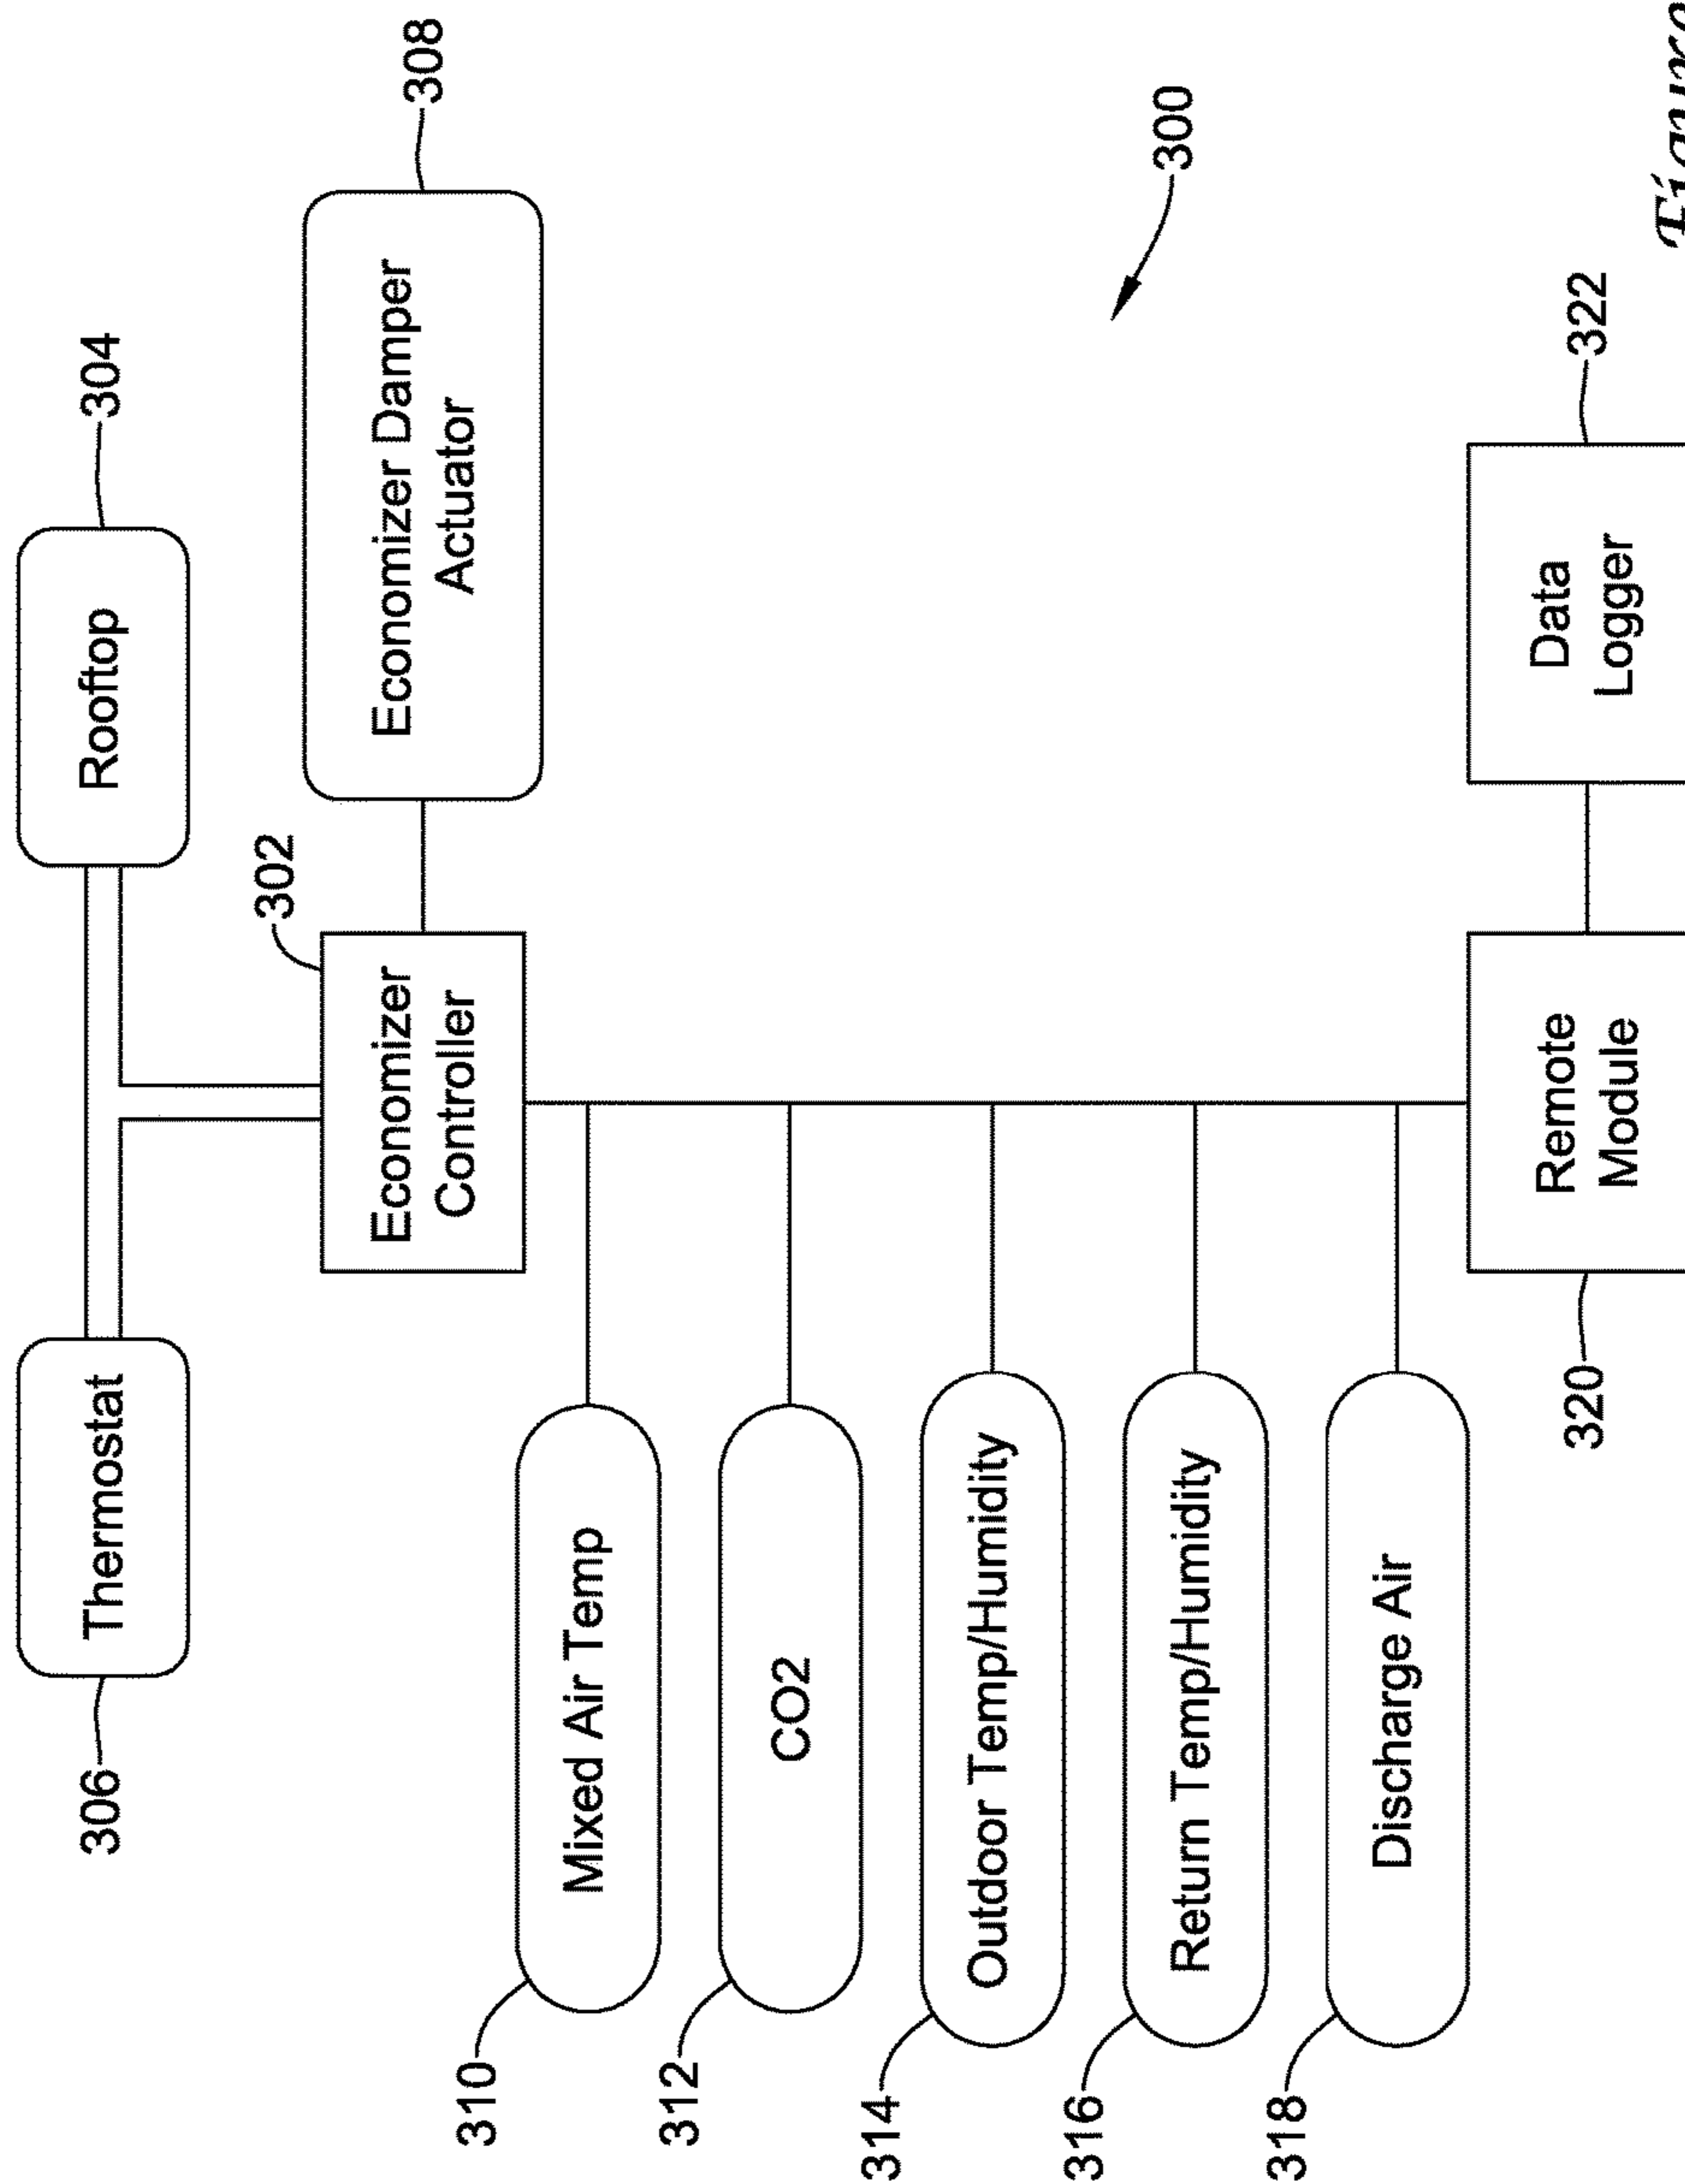 306
Thermostat
Rooftop
304
302
Economizer
Controller
Economizer Damper
Actuator
308
310
Mixed Air Temp
312
CO2
314
Outdoor Temp/Humidity
316
Return Temp/Humidity
318
Discharge Air
300
320
Remote
Module
Data
Logger
322
Figure